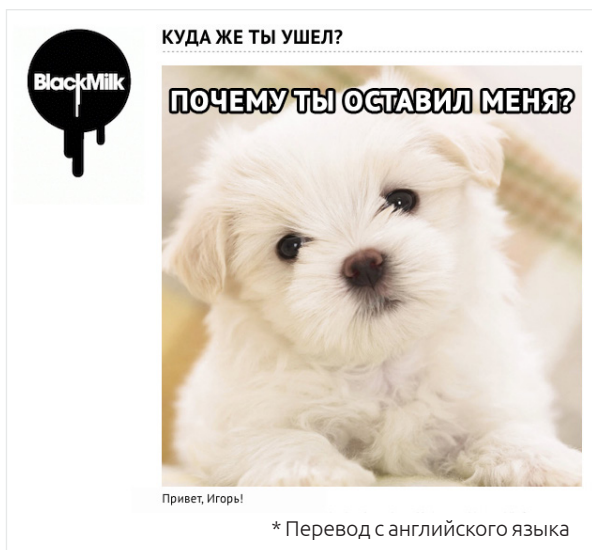 BlackMilk
КУДА ЖЕ ТЫ УШЕЛ?
ПОЧЕМУ ТЫ ОСТАВИЛ МЕНЯ?
Привет, Игорь!
* Перевод с английского языка